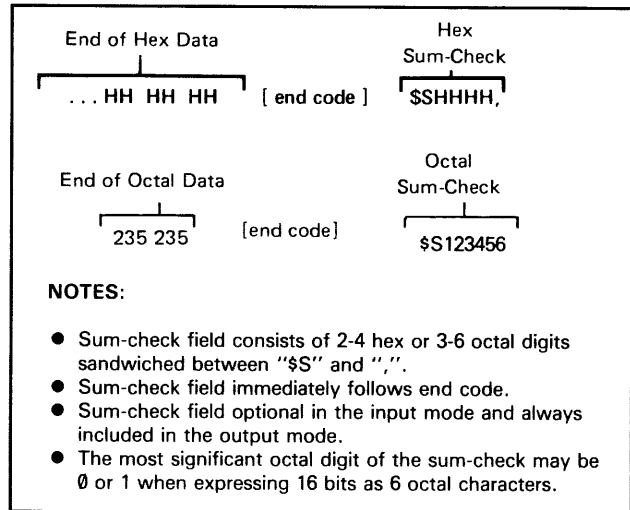 End of Hex Data
Hex
Sum-Check
...HH HH HH [ end code ] $SHHHH,
End of Octal Data
Octal
Sum-Check
235 235 [end code] $S123456
NOTES:
● Sum-check field consists of 2-4 hex or 3-6 octal digits
sandwiched between "$S" and ",".
● Sum-check field immediately follows end code.
● Sum-check field optional in the input mode and always
included in the output mode.
● The most significant octal digit of the sum-check may be
0 or 1 when expressing 16 bits as 6 octal characters.